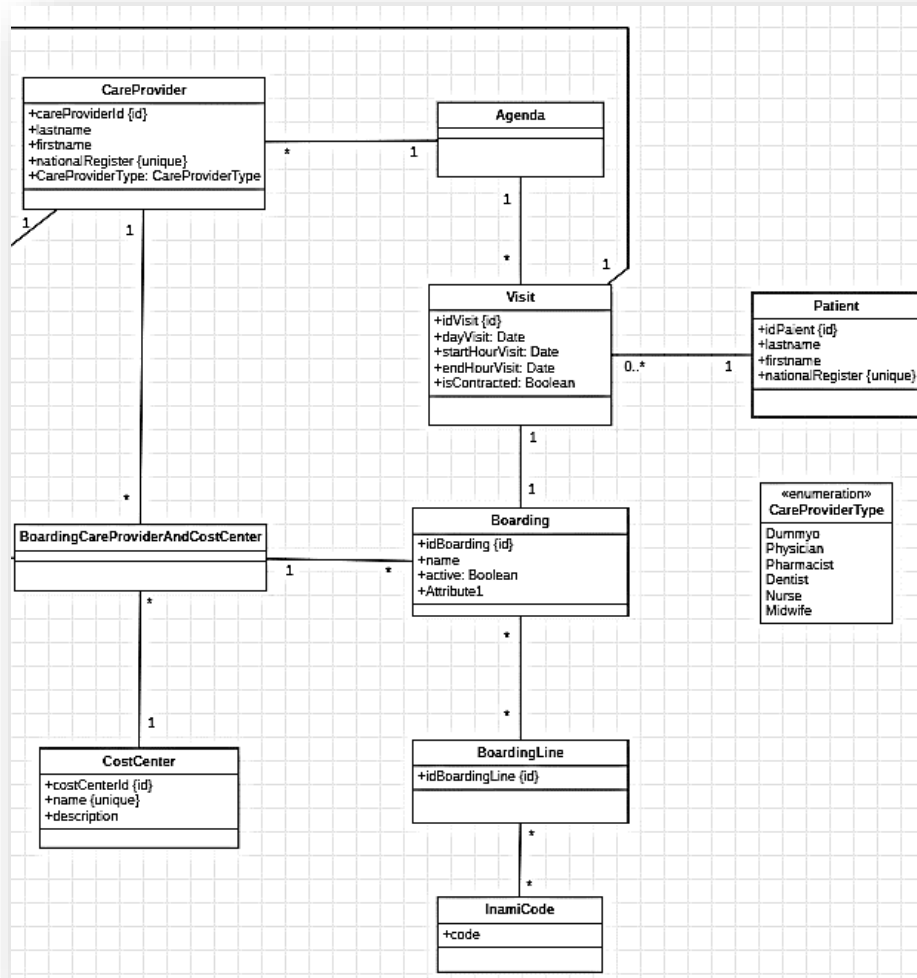 CareProvider
+careProviderId {id}
+lastname
+firstname
+nationalRegister {unique}
+CareProviderType: CareProviderType
Agenda
*
1
1
1
1
*
1
Visit
+idVisit {id}
+dayVisit: Date
+startHourVisit: Date
+endHourVisit: Date
+isContracted: Boolean
Patient
+idPaient {id}
+lastname
+firstname
+nationalRegister {unique}
0..*
1
1
1
*
«enumeration»
CareProviderType
Dummyo
Physician
Pharmacist
Dentist
Nurse
Midwife
BoardingCareProviderAndCostCenter
Boarding
+idBoarding {id}
+name
+active: Boolean
+Attribute1
1
*
*
*
*
1
CostCenter
+costCenterId {id}
+name {unique}
+description
BoardingLine
+idBoardingLine {id}
*
*
InamiCode
+code